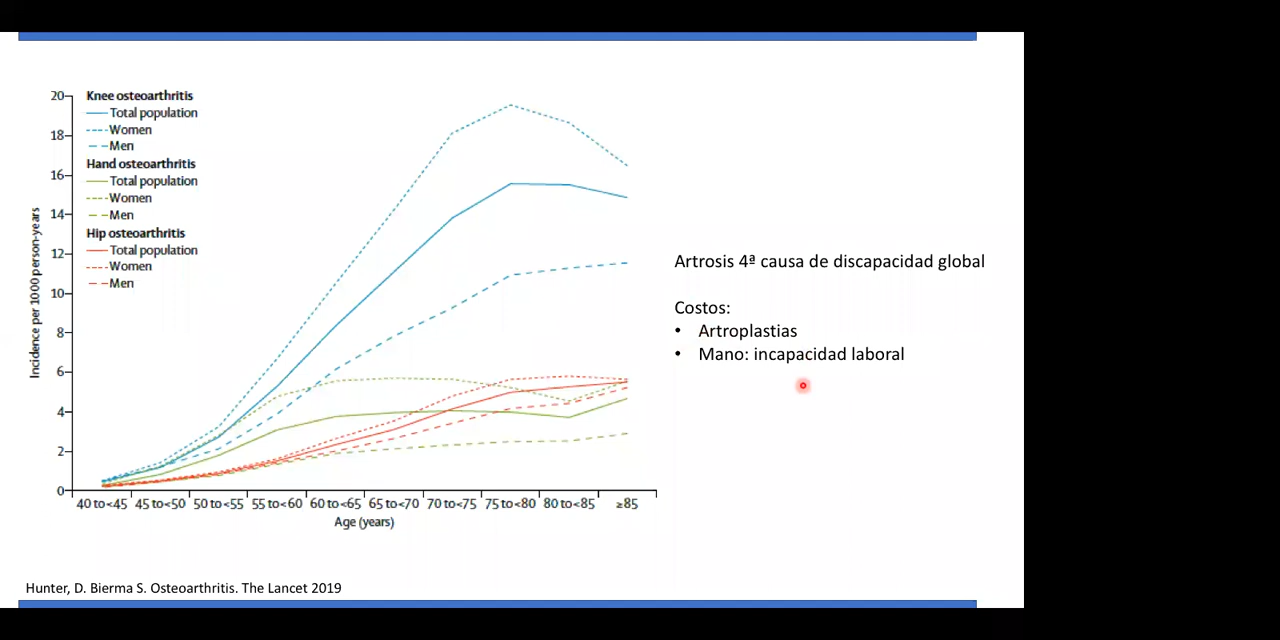 20
18
16
14
12
10
8
6
4
2
0
Incidence per 1000 person-years
Knee osteoarthritis
Total population
Women
Men
Hand osteoarthritis
Total population
Women
Men
Hip osteoarthritis
Total population
Women
Men
40 to<45 45 to<50 50 to<55 55 to<60 60 to<65 65 to<70 70 to<75 75 to<80 80 to<85 ≥85
Age (years)
Artrosis 4ª causa de discapacidad global
Costos:
• Artroplastias
• Mano: incapacidad laboral
Hunter, D. Bierma S. Osteoarthritis. The Lancet 2019